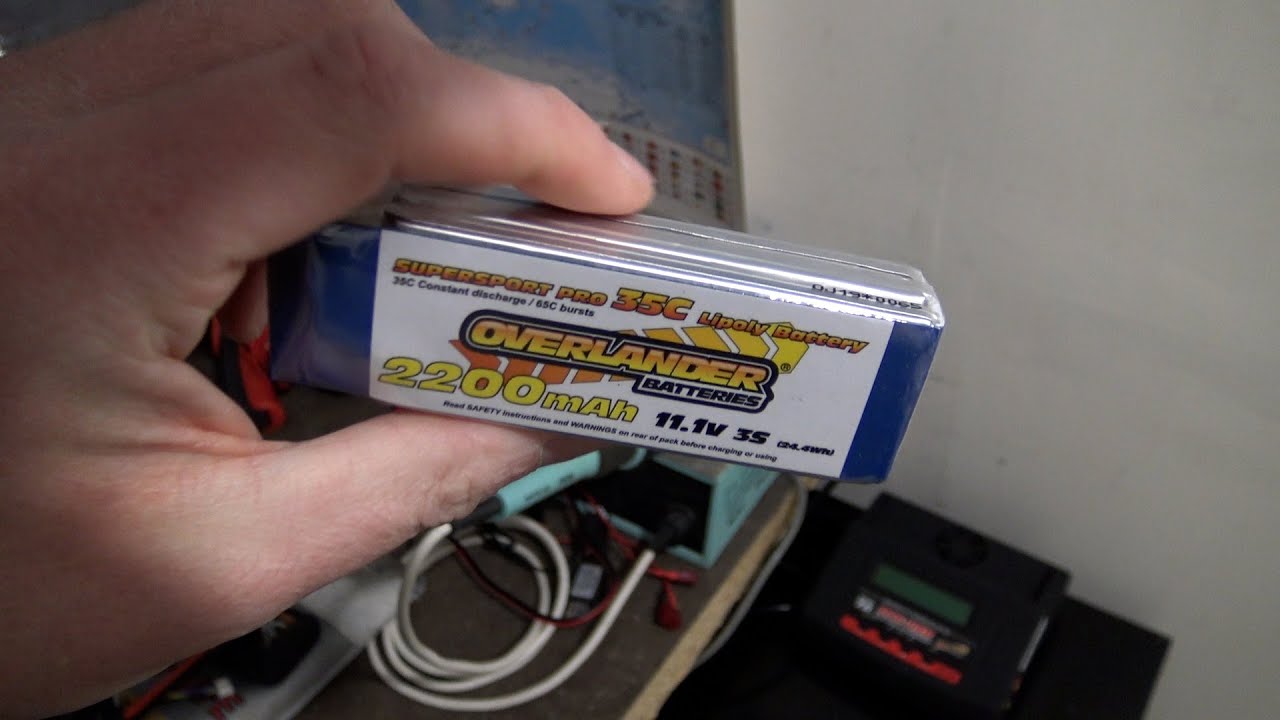 SUPERSPORT PRO 35C Lipoly Battery
35C Constant discharge / 65C bursts
OVERLANDER®
BATTERIES
2200mAh 11.1V 3S (24.4Wh)
Read SAFETY Instructions and WARNINGS on rear of pack before charging or using